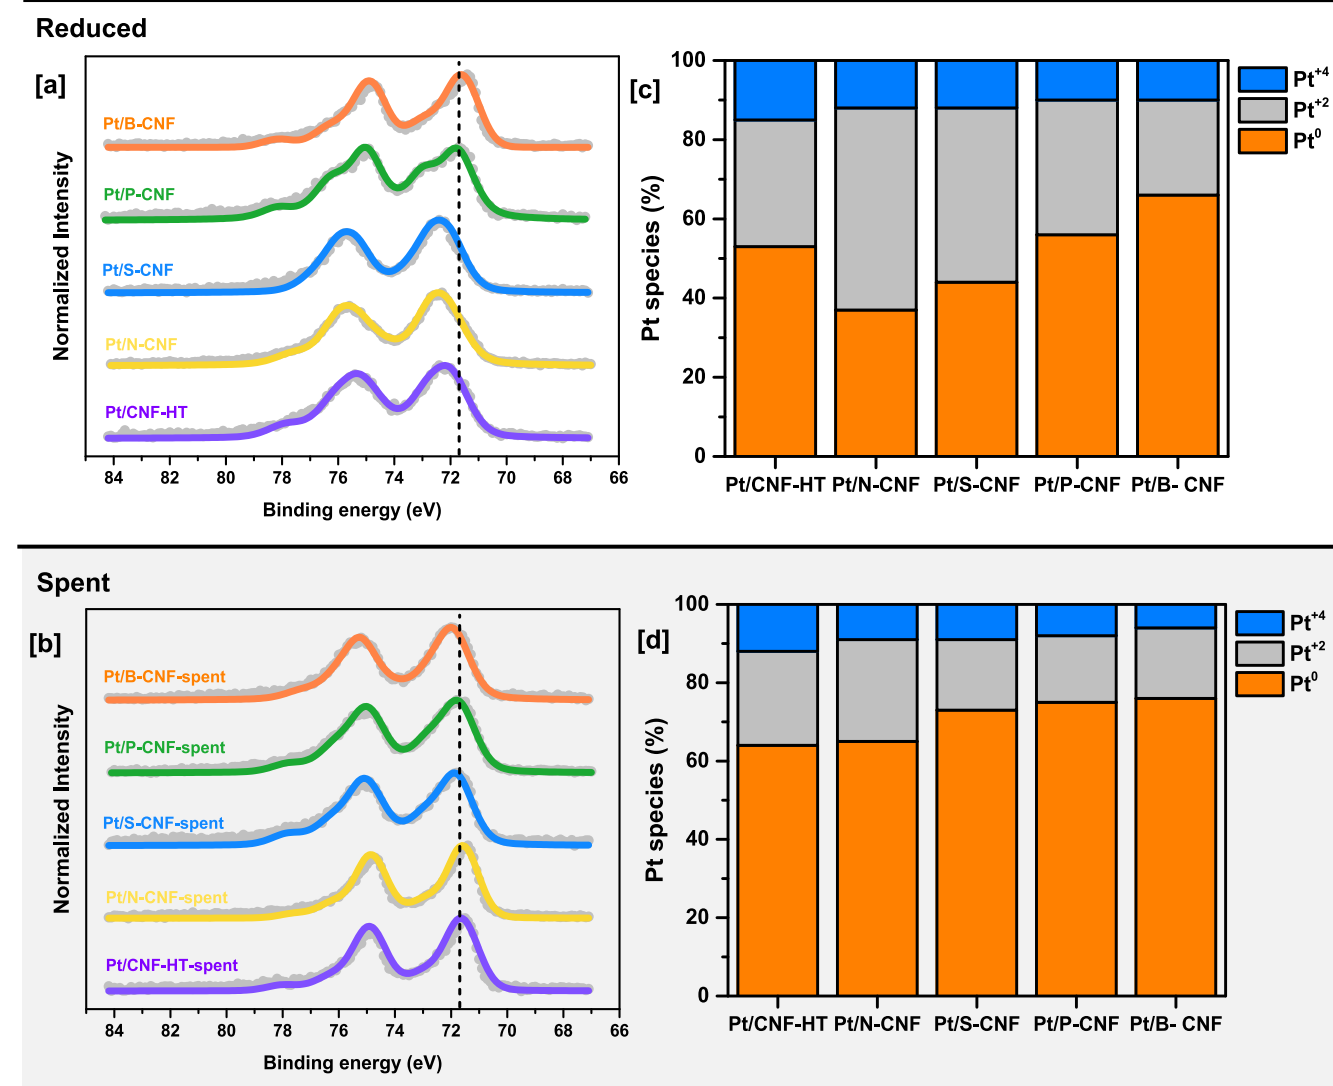 Reduced
[a]
Normalized Intensity
Pt/B-CNF
Pt/P-CNF
Pt/S-CNF
Pt/N-CNF
Pt/CNF-HT
84 82 80 78 76 74 72 70 68 66
Binding energy (eV)
[c]
Pt species (%)
100
80
60
40
20
0
Pt/CNF-HT Pt/N-CNF Pt/S-CNF Pt/P-CNF Pt/B- CNF
Pt+4
Pt+2
Pt0
Spent
[b]
Normalized Intensity
Pt/B-CNF-spent
Pt/P-CNF-spent
Pt/S-CNF-spent
Pt/N-CNF-spent
Pt/CNF-HT-spent
84 82 80 78 76 74 72 70 68 66
Binding energy (eV)
[d]
Pt species (%)
100
80
60
40
20
0
Pt/CNF-HT Pt/N-CNF Pt/S-CNF Pt/P-CNF Pt/B- CNF
Pt+4
Pt+2
Pt0